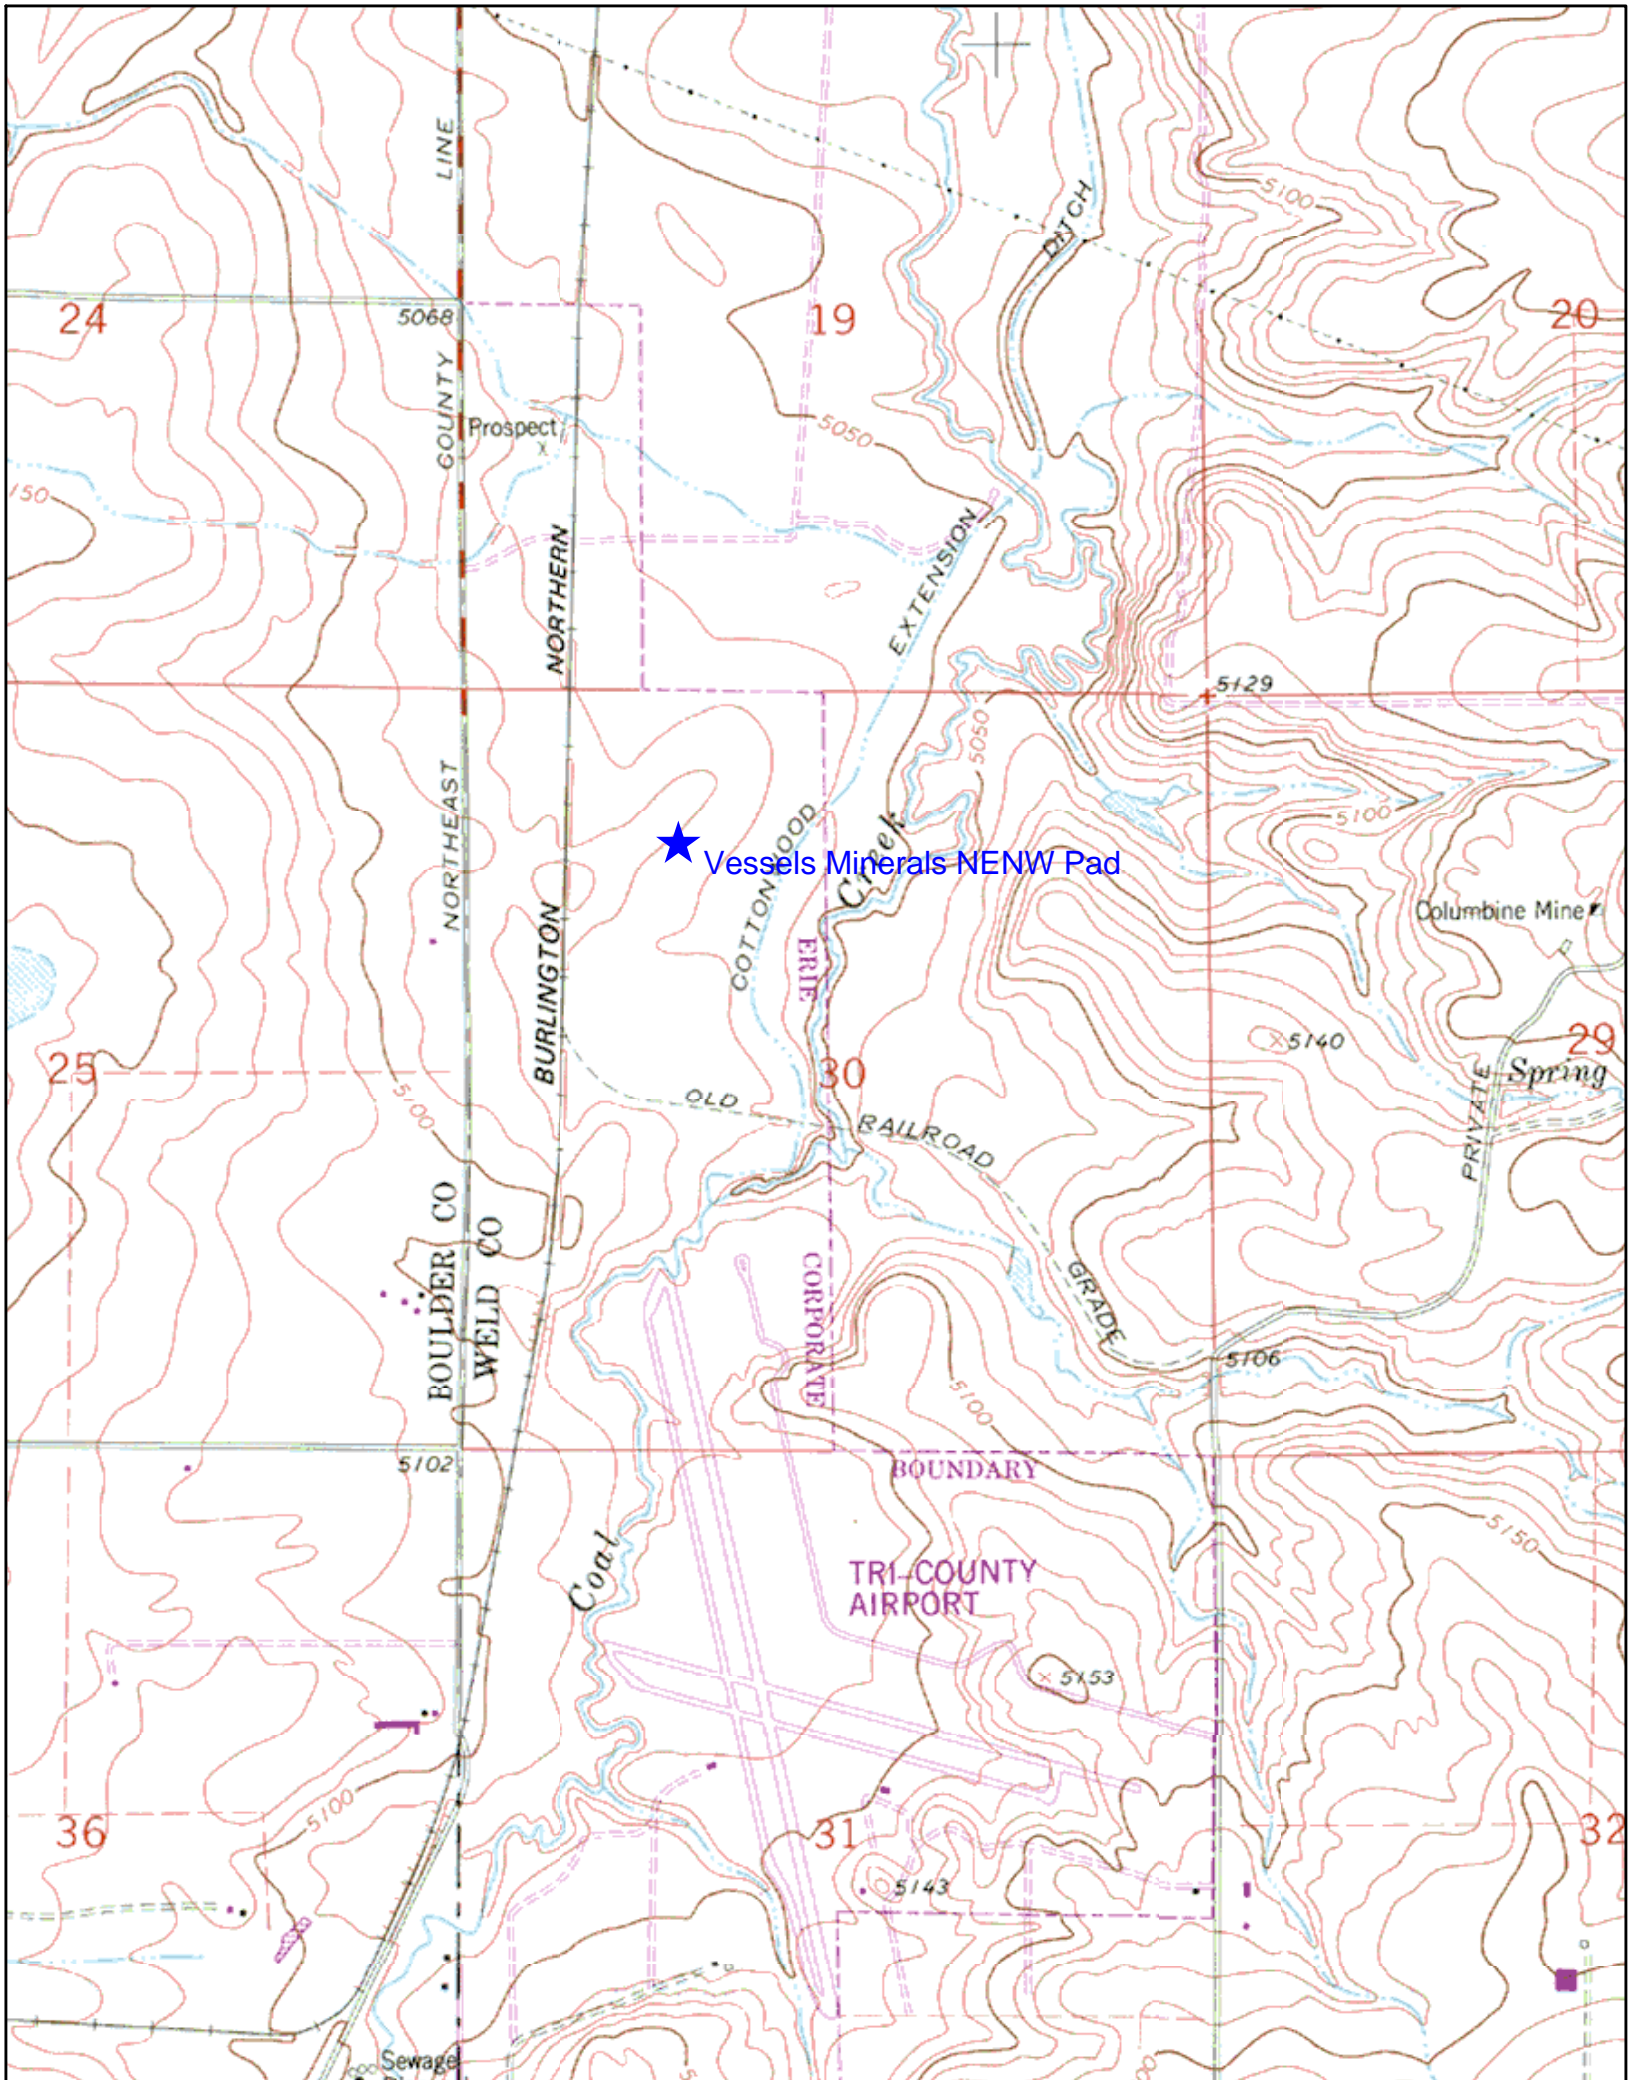 LINE
DITCH
5100
24
5068
19
20
COUNTY
Prospect
5050
150
EXTENSION
NORTHERN
5129
5050
NORTHEAST
COTTONWOOD
Creek
5100
Vessels Minerals NENW Pad
Columbine Mine
BURLINGTON
ERIE
5140
29
25
30
Spring
5100
OLD
RAILROAD
PRIVATE
BOULDER CO
WELD CO
CORPORATE
GRADE
5106
5100
5102
BOUNDARY
5150
Coal
TRI-COUNTY
AIRPORT
5153
5100
36
31
32
5143
Sewage